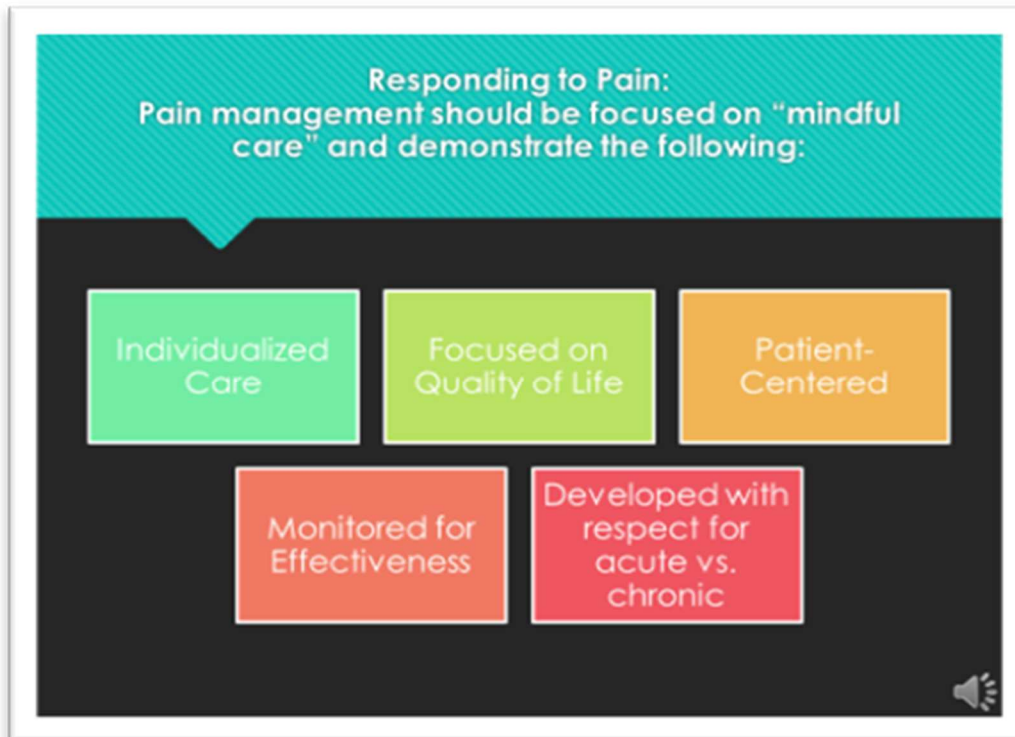 Responding to Pain:
Pain management should be focused on “mindful
care” and demonstrate the following:
Individualized
Care
Focused on
Quality of Life
Patient-
Centered
Monitored for
Effectiveness
Developed with
respect for
acute vs.
chronic